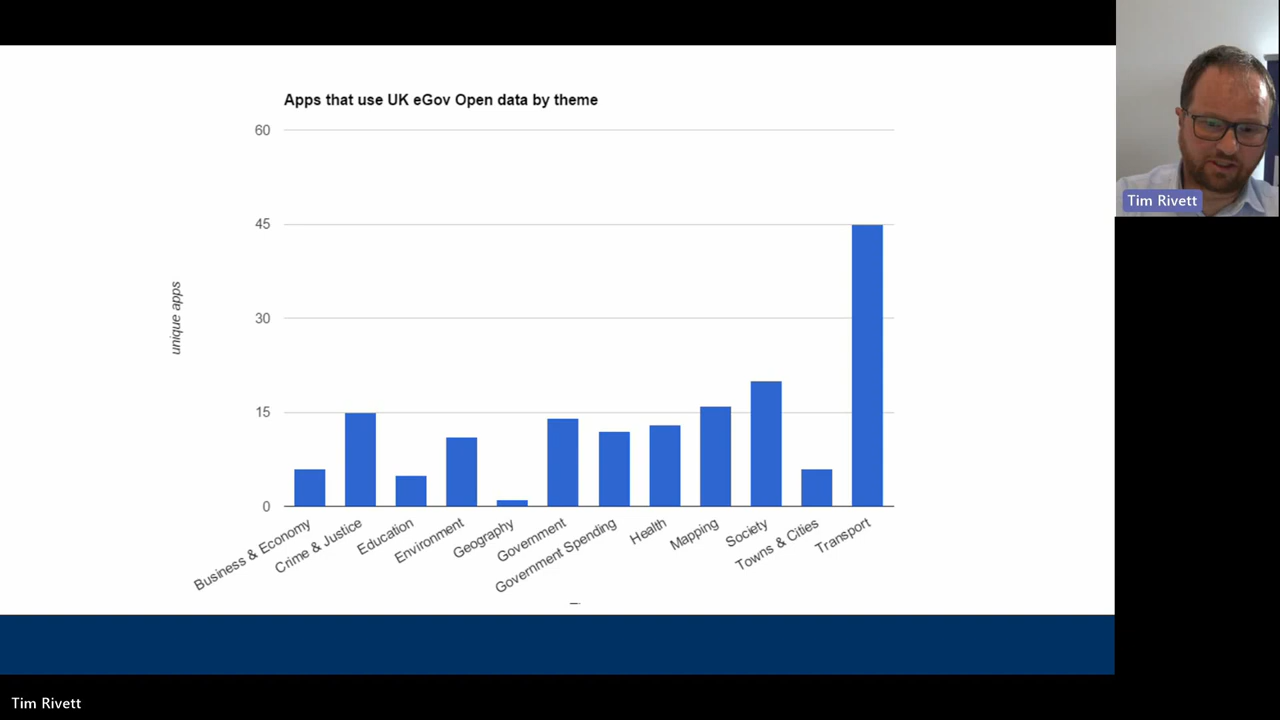 Apps that use UK eGov Open data by theme
60
45
30
15
0
unique apps
Business & Economy
Crime & Justice
Education
Environment
Geography
Government
Government Spending
Health
Mapping
Society
Towns & Cities
Transport
Tim Rivett
Tim Rivett